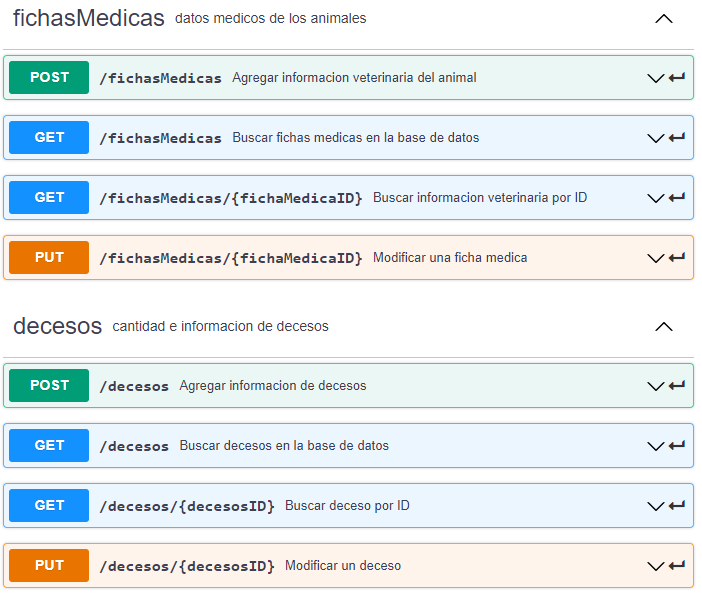 fichasMedicas datos medicos de los animales
POST /fichasMedicas Agregar informacion veterinaria del animal
GET /fichasMedicas Buscar fichas medicas en la base de datos
GET /fichasMedicas/{fichaMedicaID} Buscar informacion veterinaria por ID
PUT /fichasMedicas/{fichaMedicaID} Modificar una ficha medica
decesos cantidad e informacion de decesos
POST /decesos Agregar informacion de decesos
GET /decesos Buscar decesos en la base de datos
GET /decesos/{decesosID} Buscar deceso por ID
PUT /decesos/{decesosID} Modificar un deceso